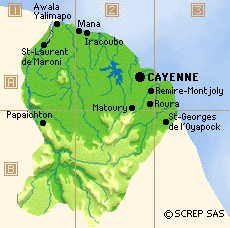 1 2 3
Awala
Yalimapo
Mana
Iracoubo
St-Laurent
de Maroni
CAYENNE
A
Remire-Montjoly
Matoury
Roura
Papaichton
St-Georges
de l'Oyapock
B
©SCREP SAS